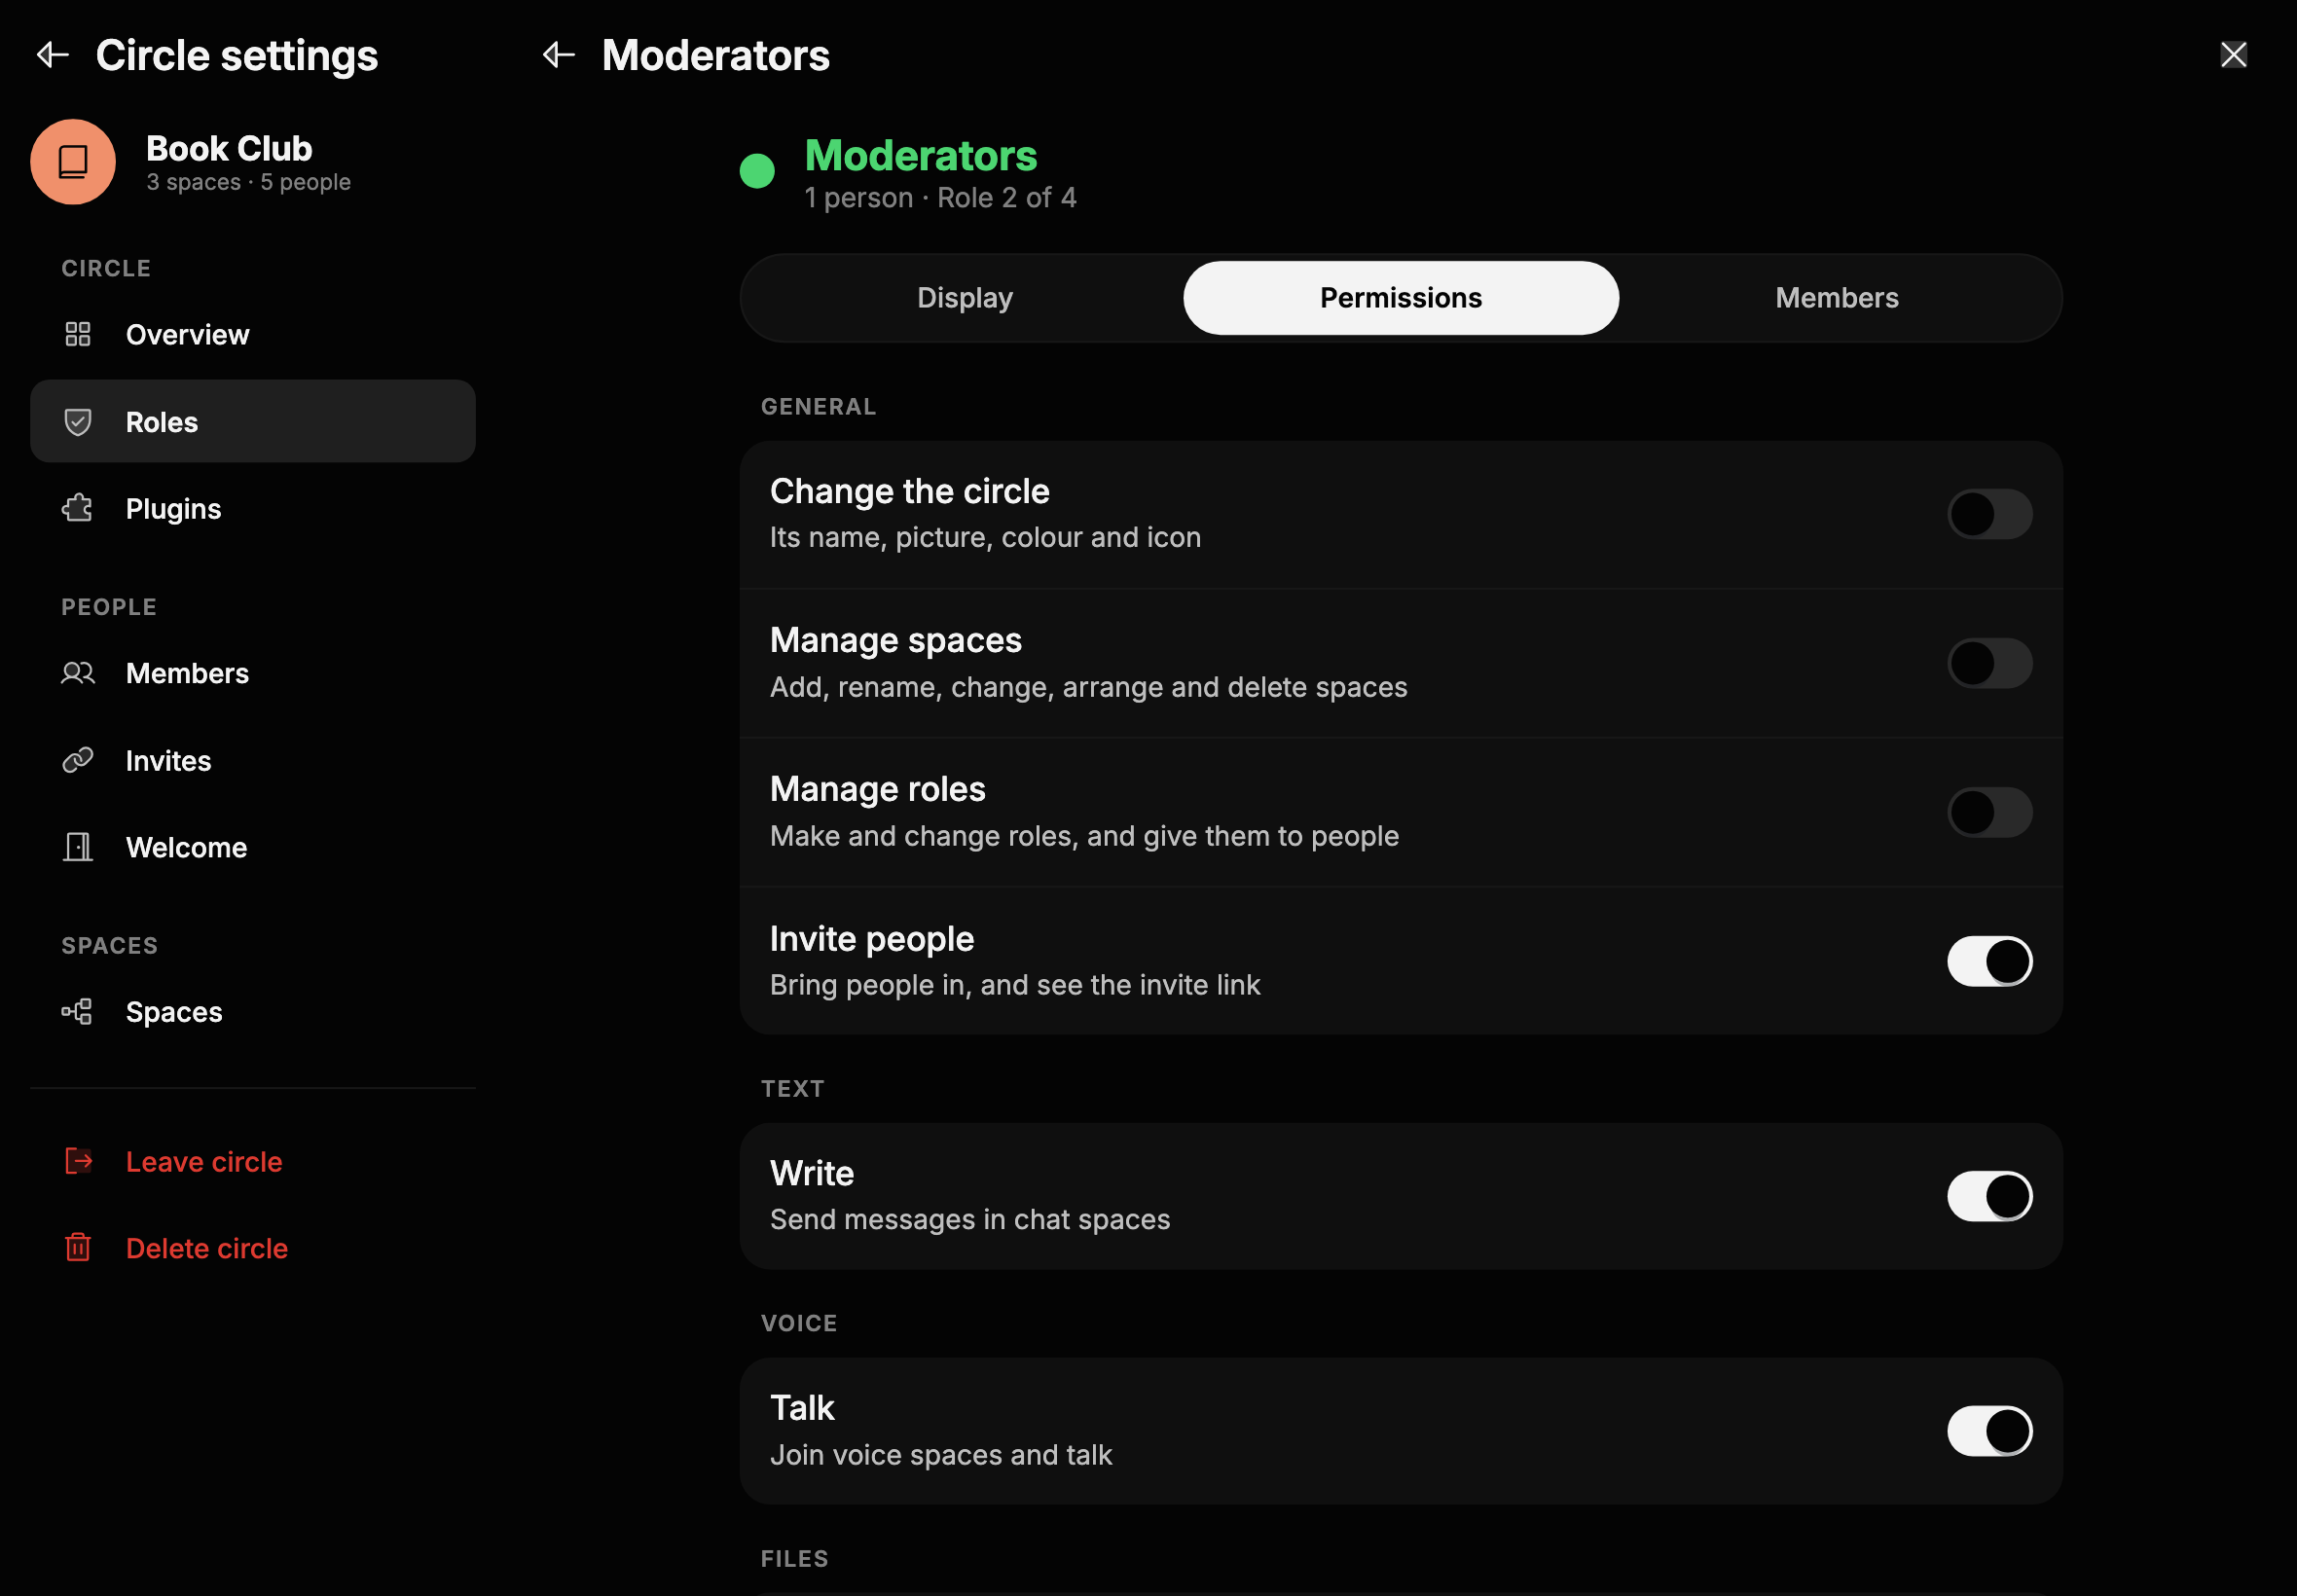 Circle settings
Book Club
3 spaces · 5 people
CIRCLE
Overview
Roles
Plugins
PEOPLE
Members
Invites
Welcome
SPACES
Spaces
Leave circle
Delete circle
Moderators
Moderators
1 person · Role 2 of 4
Display
Permissions
Members
GENERAL
Change the circle
Its name, picture, colour and icon
Manage spaces
Add, rename, change, arrange and delete spaces
Manage roles
Make and change roles, and give them to people
Invite people
Bring people in, and see the invite link
TEXT
Write
Send messages in chat spaces
VOICE
Talk
Join voice spaces and talk
FILES